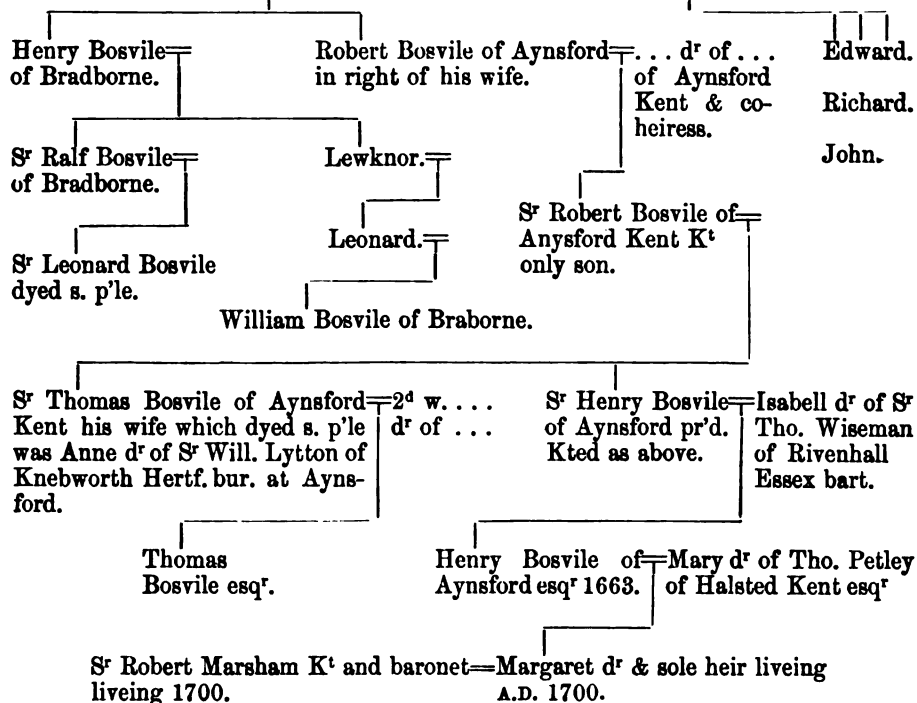 Henry Bosvile=
of Bradborne.
Robert Bosvile of Aynsford=
in right of his wife.
... dʳ of ...
of Aynsford
Kent & co-
heiress.
Edward.
Richard.
John.
Sʳ Ralf Bosvile=
of Bradborne.
Lewknor.=
Sʳ Robert Bosvile of=
Anysford Kent Kᵗ
only son.
Leonard.=
Sʳ Leonard Bosvile
dyed s. p'le.
William Bosvile of Braborne.
Sʳ Thomas Bosvile of Aynsford=
Kent his wife which dyed s. p'le
was Anne dʳ of Sʳ Will. Lytton of
Knebworth Hertf. bur. at Ayns-
ford.
2ᵈ w. ...
dʳ of ...
Sʳ Henry Bosvile=
of Aynsford pr'd.
Kted as above.
Isabell dʳ of Sʳ
Tho. Wiseman
of Rivenhall
Essex bart.
Thomas
Bosvile esqʳ.
Henry Bosvile of=
Aynsford esqʳ 1663.
Mary dʳ of Tho. Petley
of Halsted Kent esqʳ
Sʳ Robert Marsham Kᵗ and baronet=
liveing 1700.
Margaret dʳ & sole heir liveing
A.D. 1700.